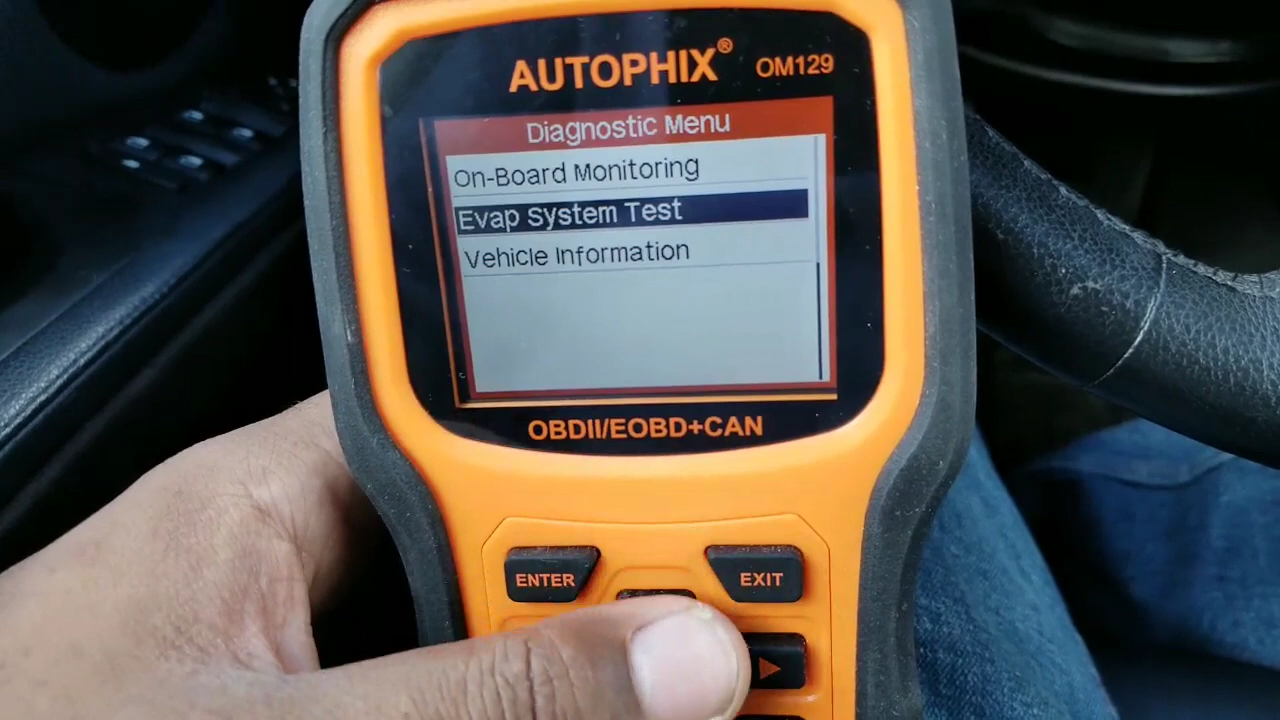 AUTOPHIX® OM129
Diagnostic Menu
On-Board Monitoring
Evap System Test
Vehicle Information
OBDII/EOBD+CAN
ENTER
EXIT